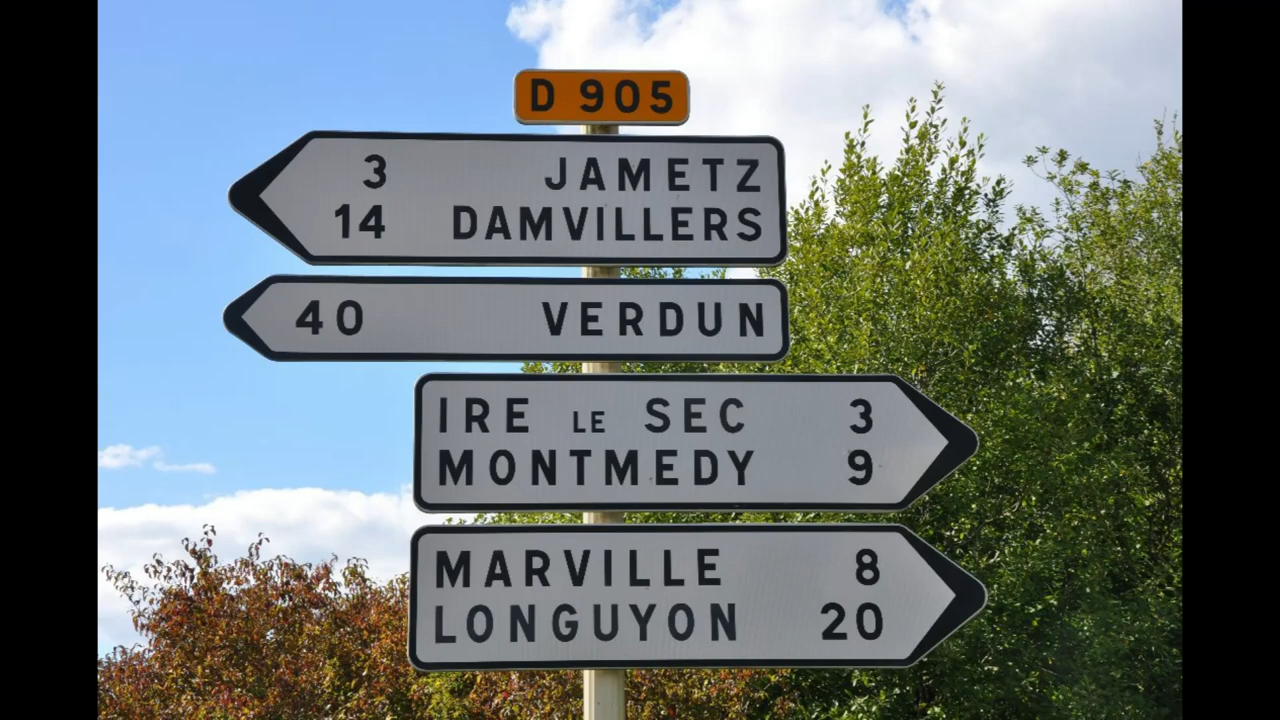 D 905
3 JAMETZ
14 DAMVILLERS
40 VERDUN
IRE LE SEC 3
MONTMEDY 9
MARVILLE 8
LONGUYON 20